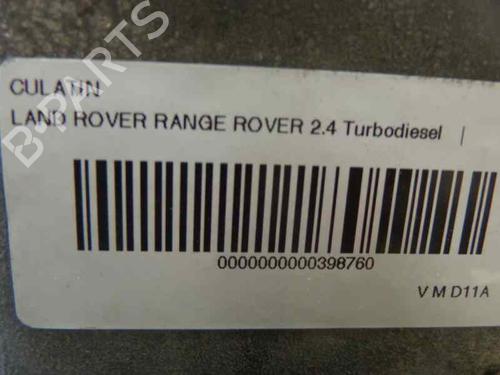 CULATIN
LAND ROVER RANGE ROVER 2.4 Turbodiesel |
0000000000398760
V M D11A
B-PARTS